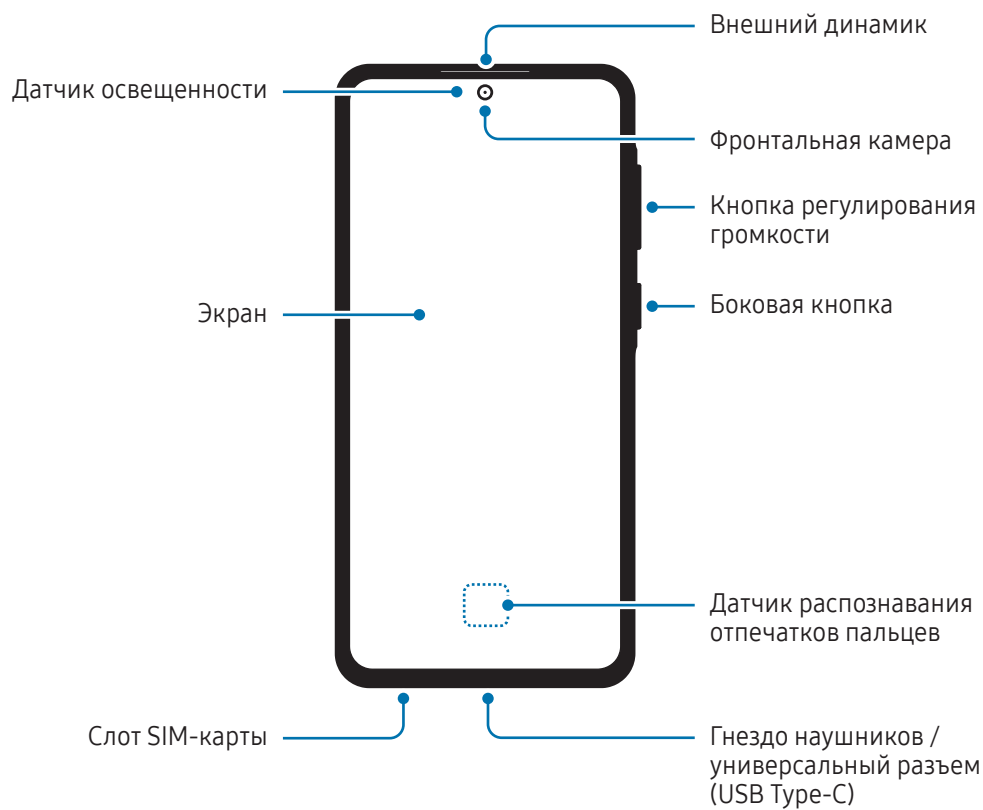 Внешний динамик
Датчик освещенности
Фронтальная камера
Кнопка регулирования
громкости
Боковая кнопка
Экран
Датчик распознавания
отпечатков пальцев
Слот SIM-карты
Гнездо наушников /
универсальный разъем
(USB Type-C)